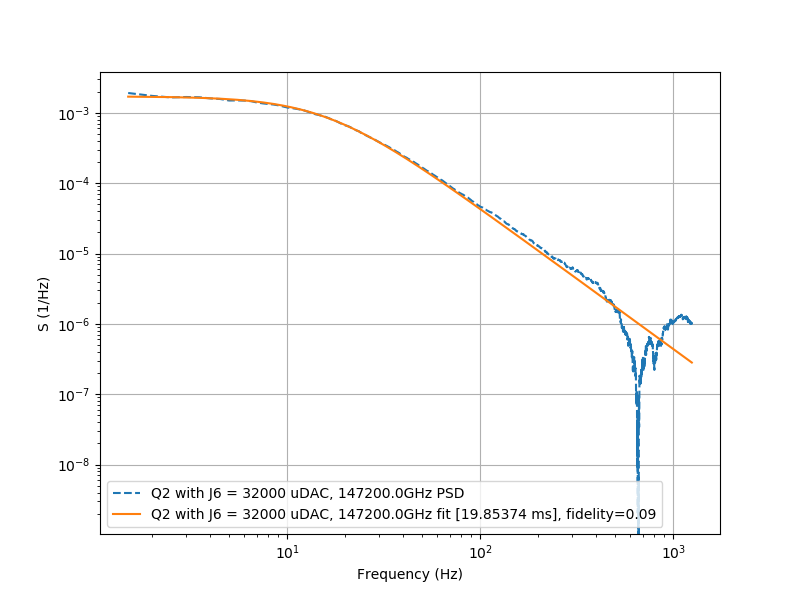 10⁻³
10⁻⁴
10⁻⁵
10⁻⁶
10⁻⁷
10⁻⁸
S (1/Hz)
Q2 with J6 = 32000 uDAC, 147200.0GHz PSD
Q2 with J6 = 32000 uDAC, 147200.0GHz fit [19.85374 ms], fidelity=0.09
10¹ 10² 10³
Frequency (Hz)